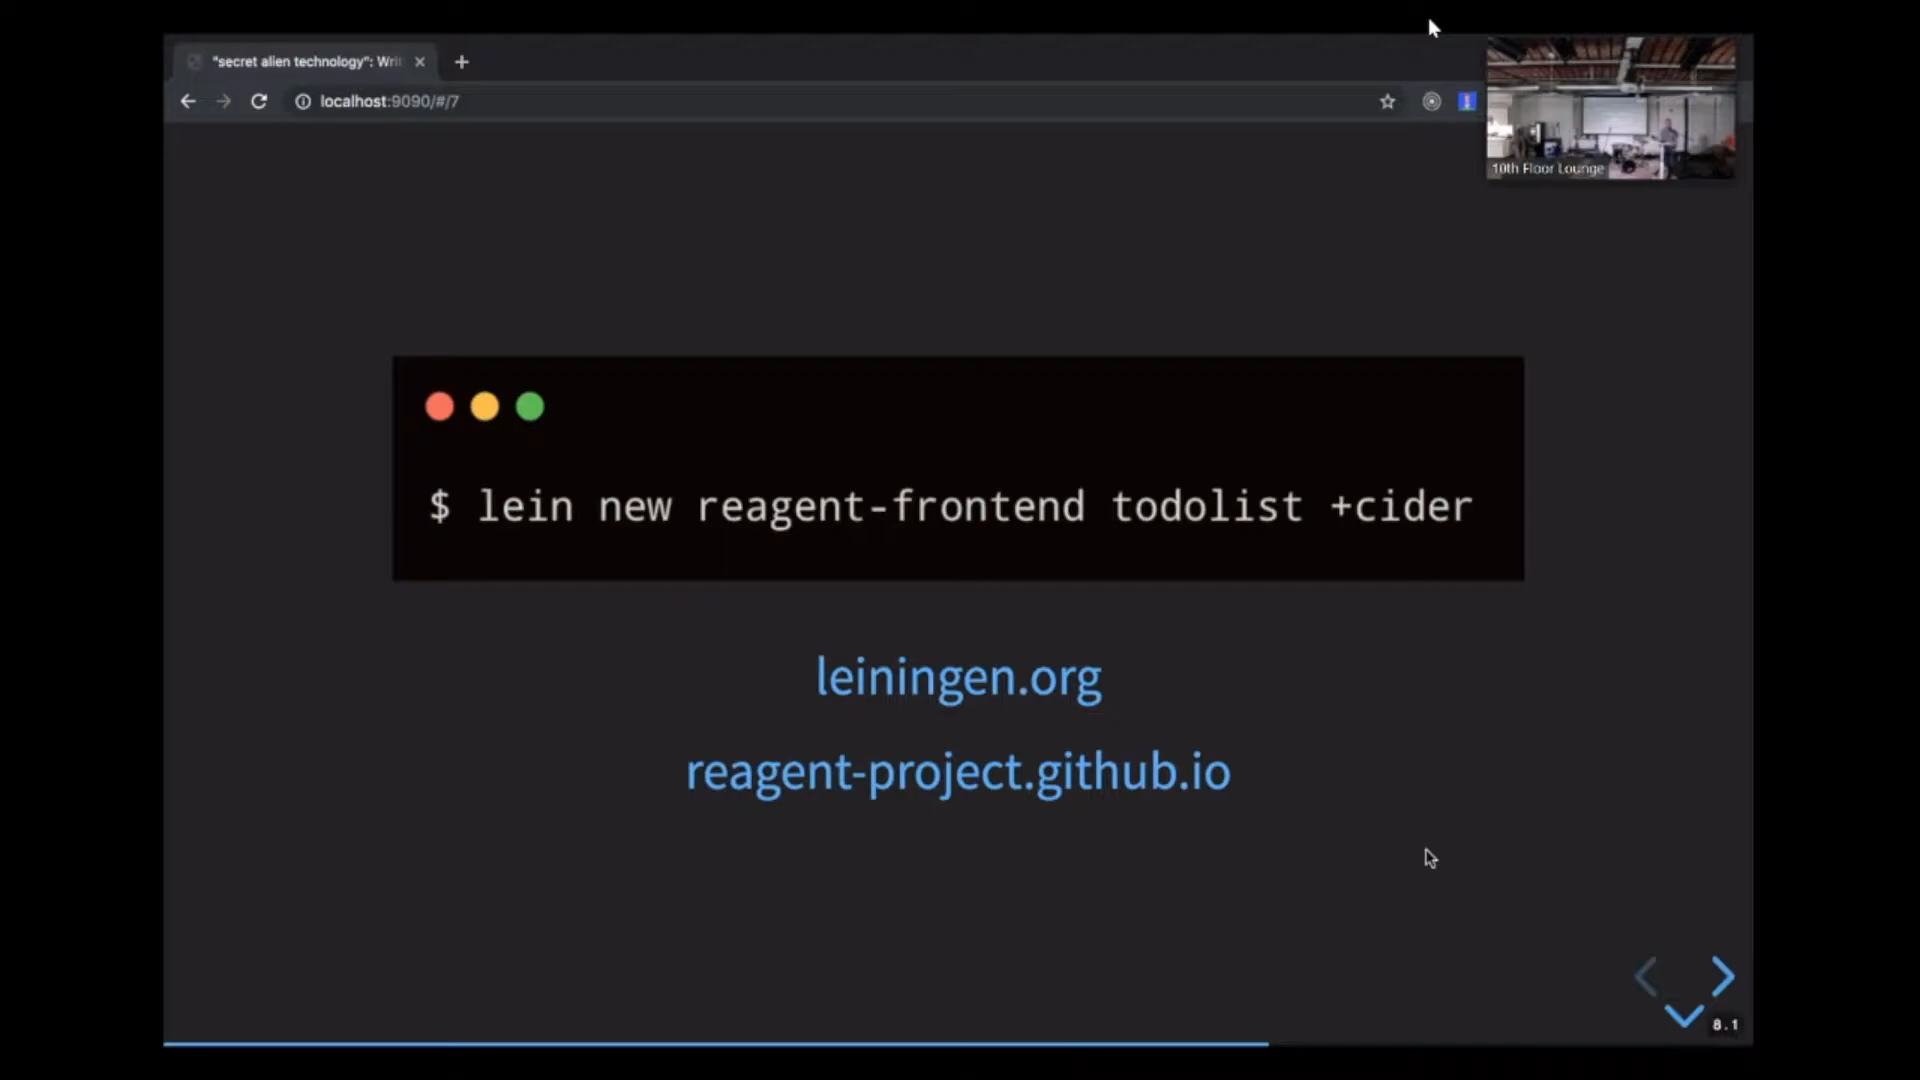 "secret alien technology": Wri
localhost:9090/#/7
10th Floor Lounge
$ lein new reagent-frontend todolist +cider
leiningen.org
reagent-project.github.io
8.1